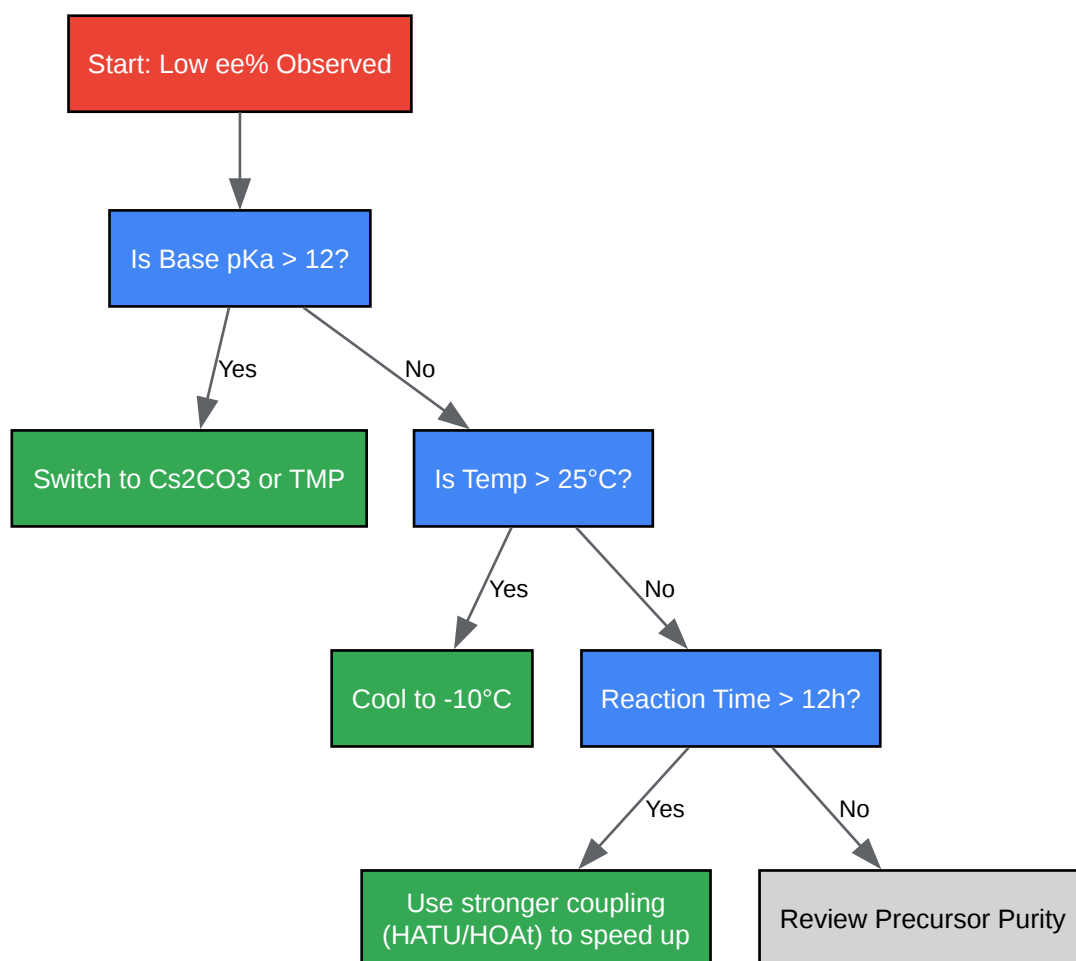 Start: Low ee% Observed
Is Base pKa > 12?
Yes
No
Switch to Cs2CO3 or TMP
Is Temp > 25°C?
Yes
No
Cool to -10°C
Reaction Time > 12h?
Yes
No
Use stronger coupling
(HATU/HOAt) to speed up
Review Precursor Purity